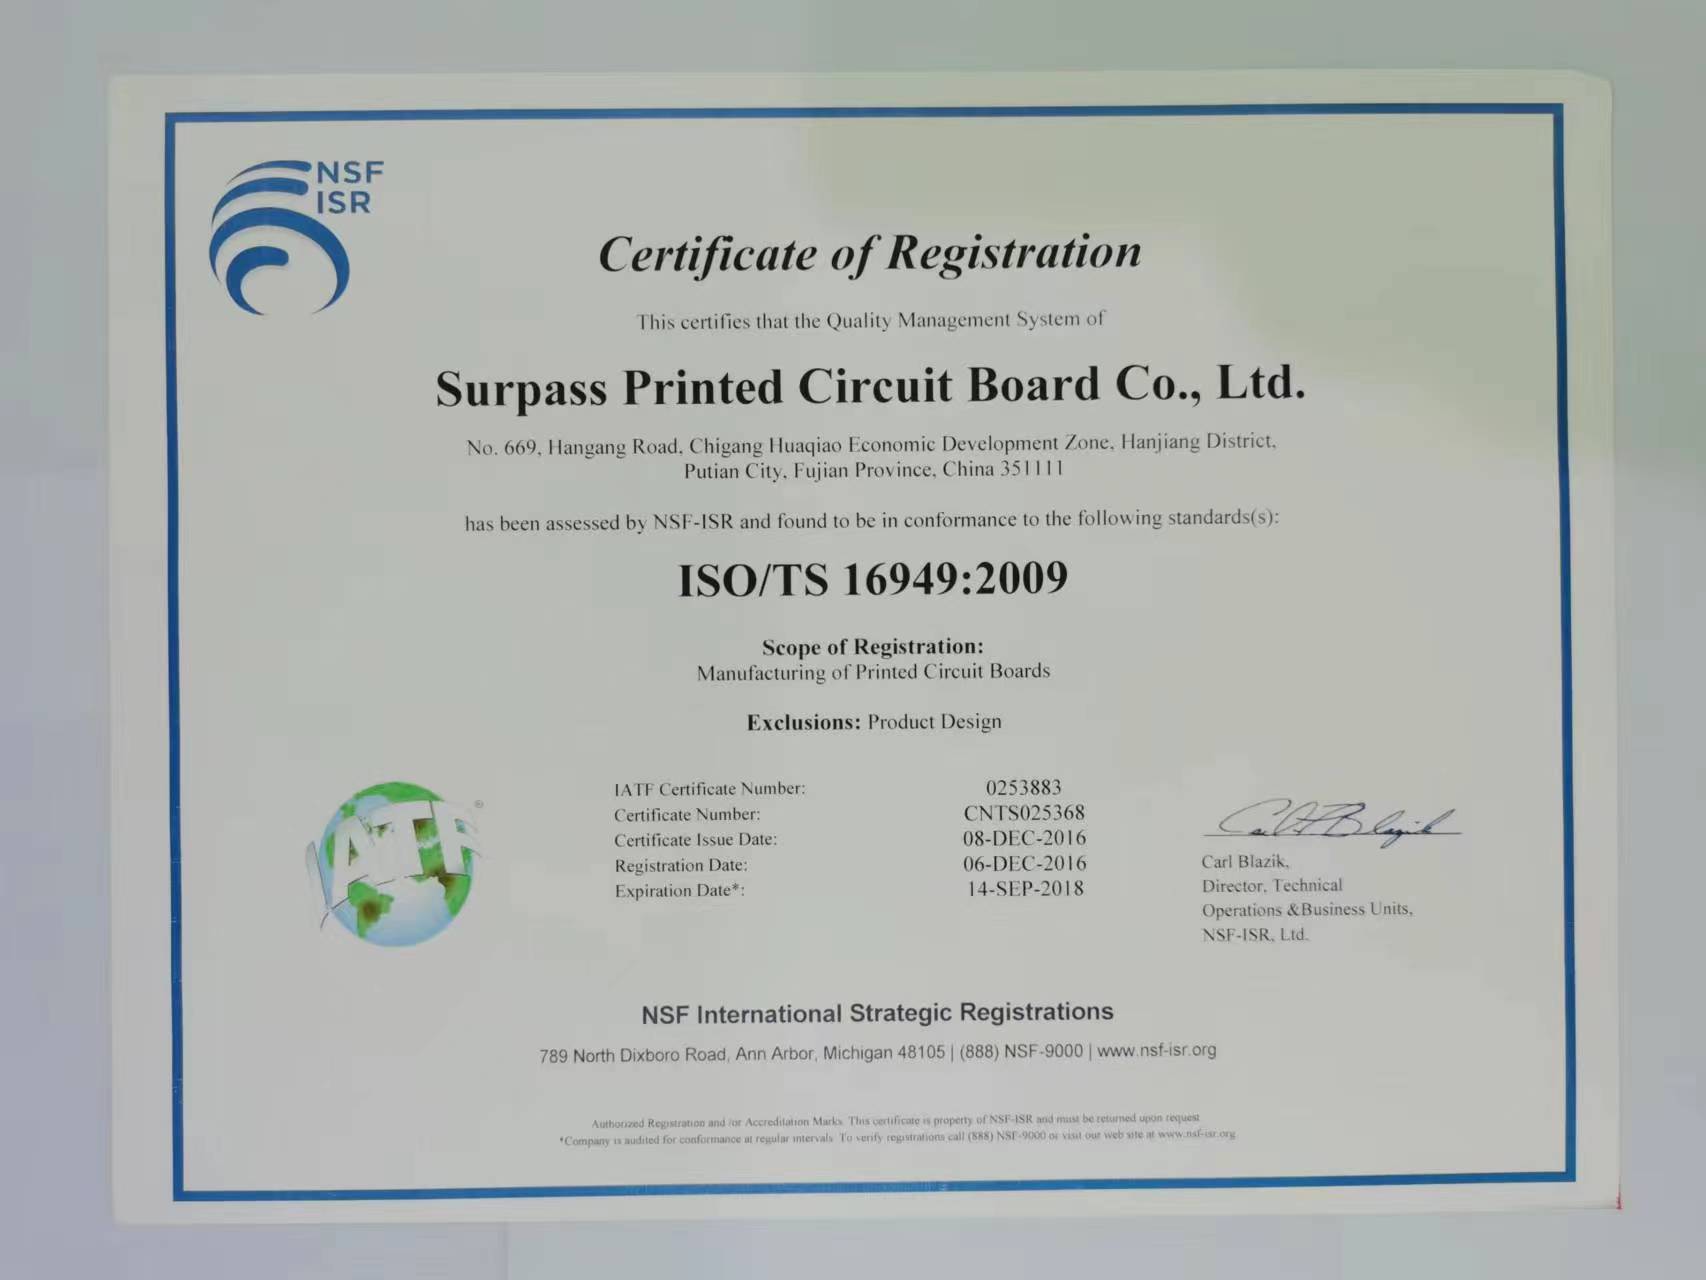 NSF
ISR
Certificate of Registration
This certifies that the Quality Management System of
Surpass Printed Circuit Board Co., Ltd.
No. 669, Hangang Road, Chigang Huaqiao Economic Development Zone, Hanjiang District,
Putian City, Fujian Province, China 351111
has been assessed by NSF-ISR and found to be in conformance to the following standards(s):
ISO/TS 16949:2009
Scope of Registration:
Manufacturing of Printed Circuit Boards
Exclusions: Product Design
IATF®
IATF Certificate Number: 0253883
Certificate Number: CNTS025368
Certificate Issue Date: 08-DEC-2016
Registration Date: 06-DEC-2016
Expiration Date*: 14-SEP-2018
Carl Blazik
Carl Blazik,
Director, Technical
Operations &Business Units,
NSF-ISR, Ltd.
NSF International Strategic Registrations
789 North Dixboro Road, Ann Arbor, Michigan 48105 | (888) NSF-9000 | www.nsf-isr.org
Authorized Registration and /or Accreditation Marks. This certificate is property of NSF-ISR and must be returned upon request
*Company is audited for conformance at regular intervals. To verify registrations call (888) NSF-9000 or visit our web site at www.nsf-isr.org